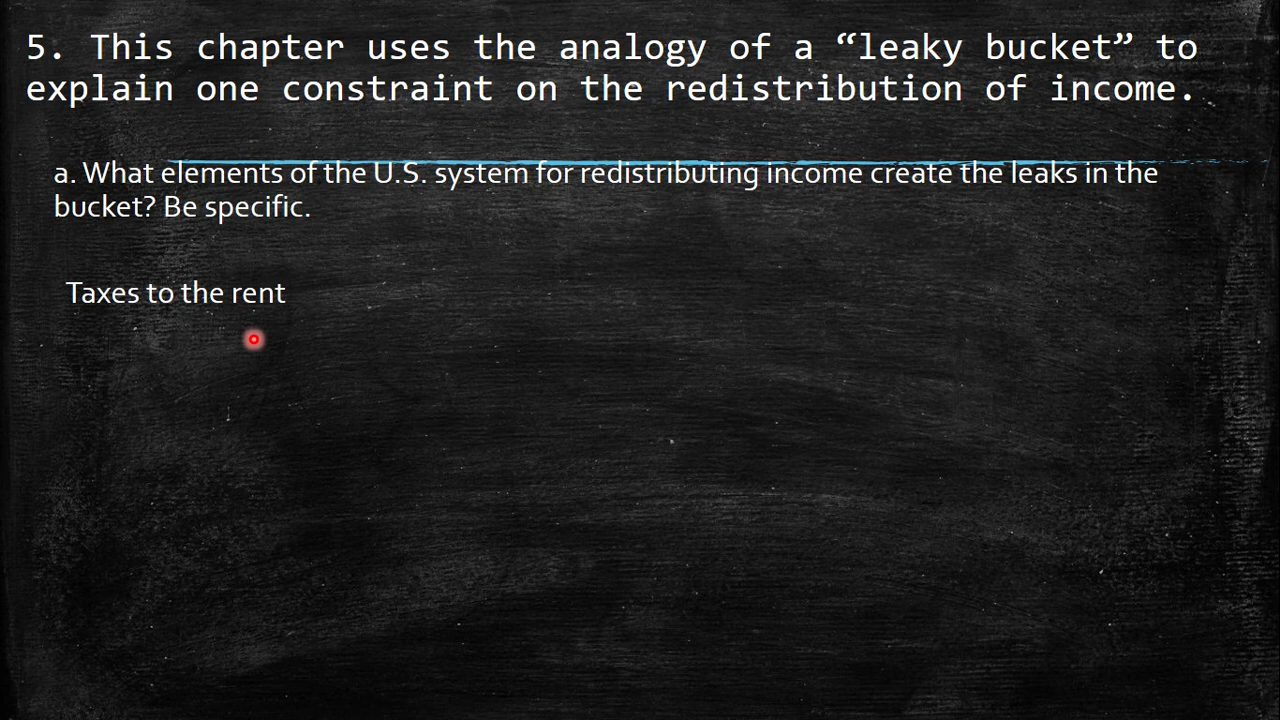 5. This chapter uses the analogy of a “leaky bucket” to
explain one constraint on the redistribution of income.
a. What elements of the U.S. system for redistributing income create the leaks in the
bucket? Be specific.
Taxes to the rent